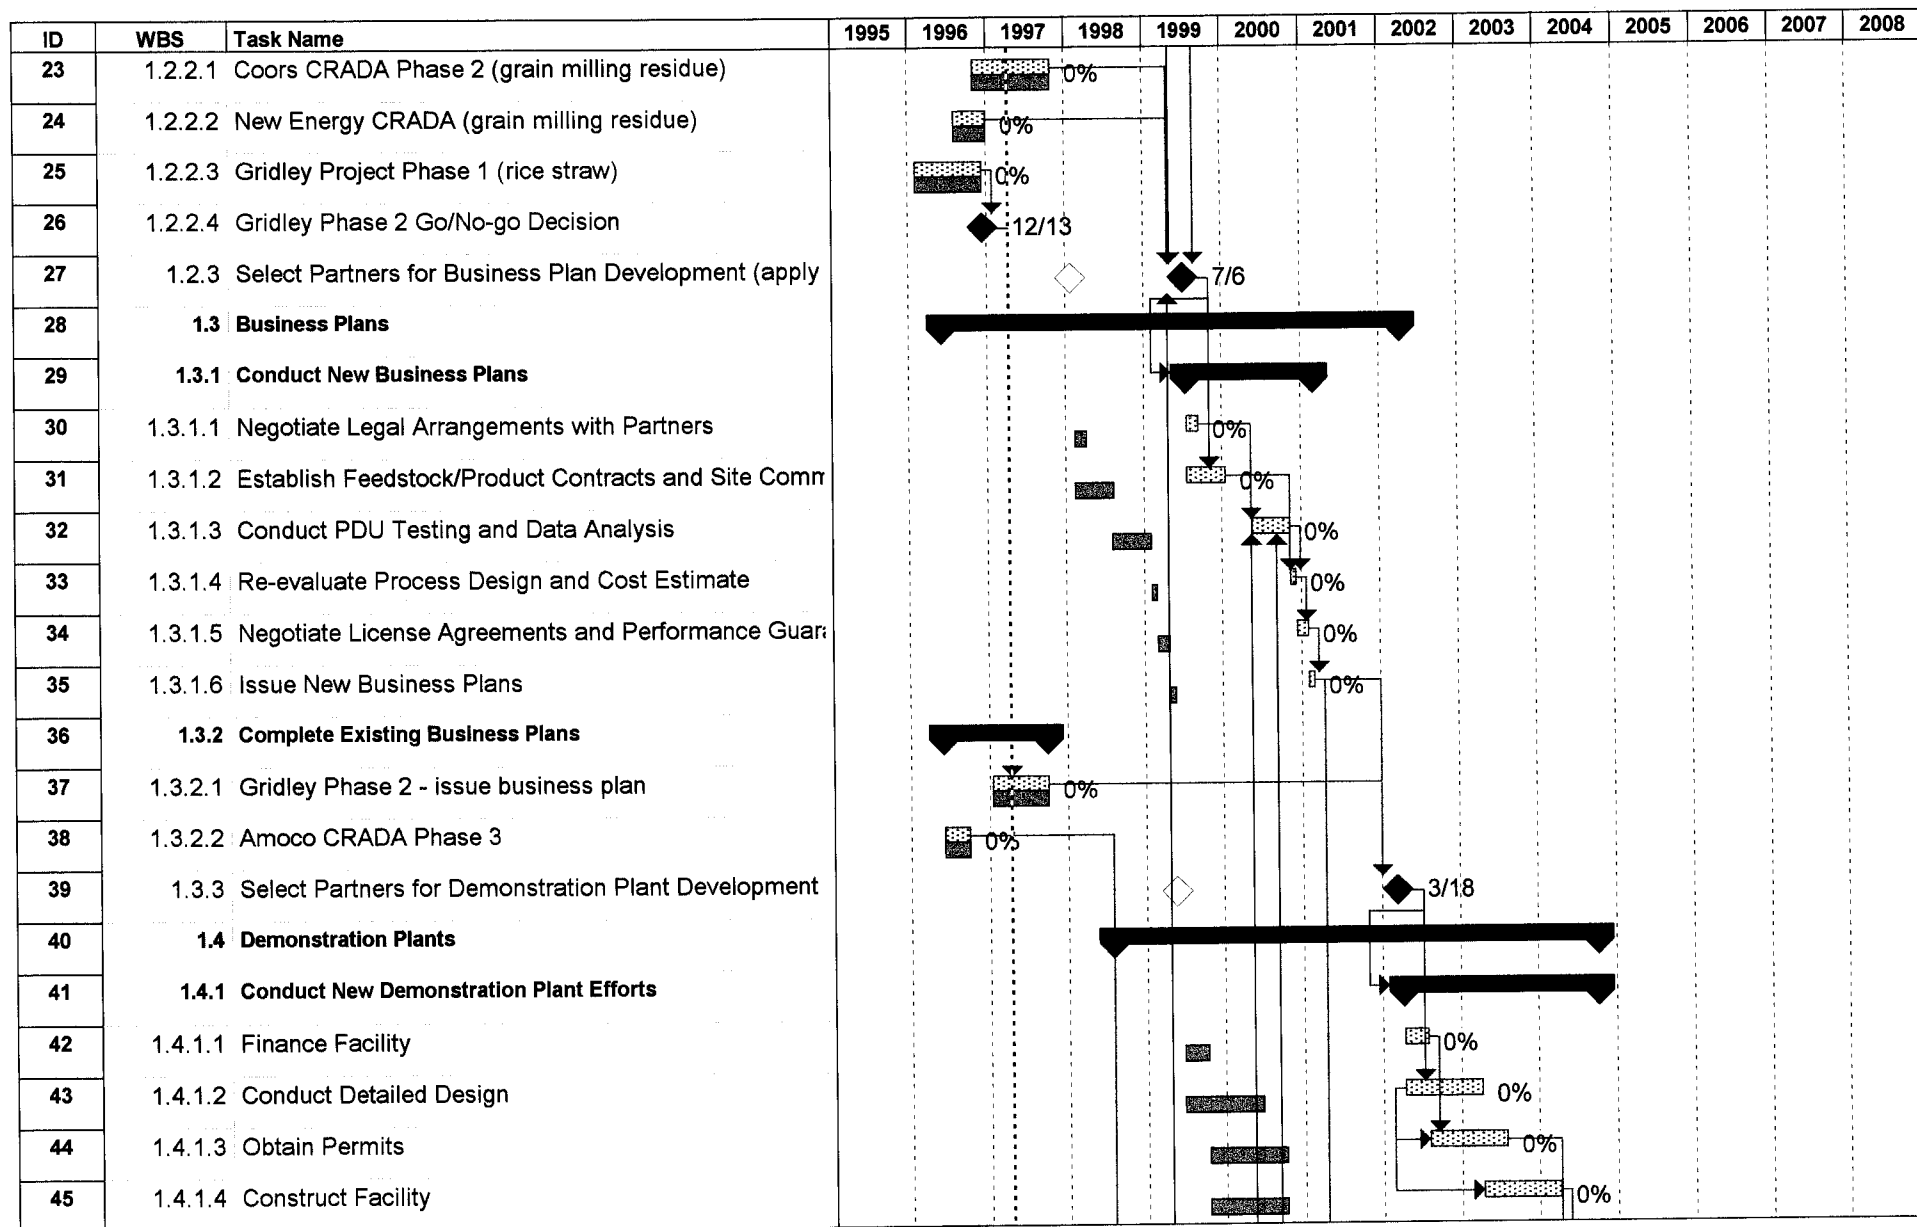 ID WBS Task Name 1995 1996 1997 1998 1999 2000 2001 2002 2003 2004 2005 2006 2007 2008
23 1.2.2.1 Coors CRADA Phase 2 (grain milling residue) 0%
24 1.2.2.2 New Energy CRADA (grain milling residue) 0%
25 1.2.2.3 Gridley Project Phase 1 (rice straw) 0%
26 1.2.2.4 Gridley Phase 2 Go/No-go Decision 12/13
27 1.2.3 Select Partners for Business Plan Development (apply 7/6
28 1.3 Business Plans
29 1.3.1 Conduct New Business Plans
30 1.3.1.1 Negotiate Legal Arrangements with Partners 0%
31 1.3.1.2 Establish Feedstock/Product Contracts and Site Comm 0%
32 1.3.1.3 Conduct PDU Testing and Data Analysis 0%
33 1.3.1.4 Re-evaluate Process Design and Cost Estimate 0%
34 1.3.1.5 Negotiate License Agreements and Performance Guara 0%
35 1.3.1.6 Issue New Business Plans 0%
36 1.3.2 Complete Existing Business Plans
37 1.3.2.1 Gridley Phase 2 - issue business plan 0%
38 1.3.2.2 Amoco CRADA Phase 3 0%
39 1.3.3 Select Partners for Demonstration Plant Development 3/18
40 1.4 Demonstration Plants
41 1.4.1 Conduct New Demonstration Plant Efforts
42 1.4.1.1 Finance Facility 0%
43 1.4.1.2 Conduct Detailed Design 0%
44 1.4.1.3 Obtain Permits 0%
45 1.4.1.4 Construct Facility 0%